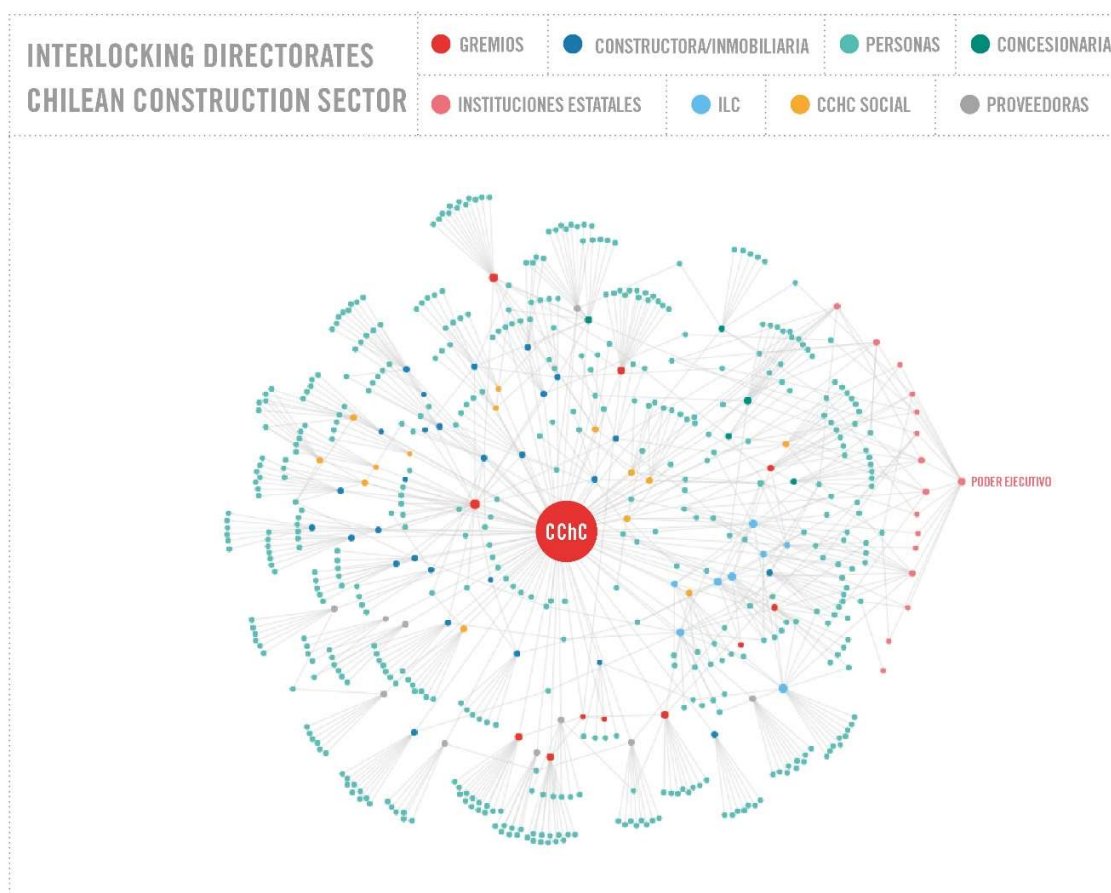 INTERLOCKING DIRECTORATES
CHILEAN CONSTRUCTION SECTOR
GREMIOS
CONSTRUCTORA/INMOBILIARIA
PERSONAS
CONCESIONARIA
INSTITUCIONES ESTATALES
ILC
CCHC SOCIAL
PROVEEDORAS
PODER EJECUTIVO
CChC